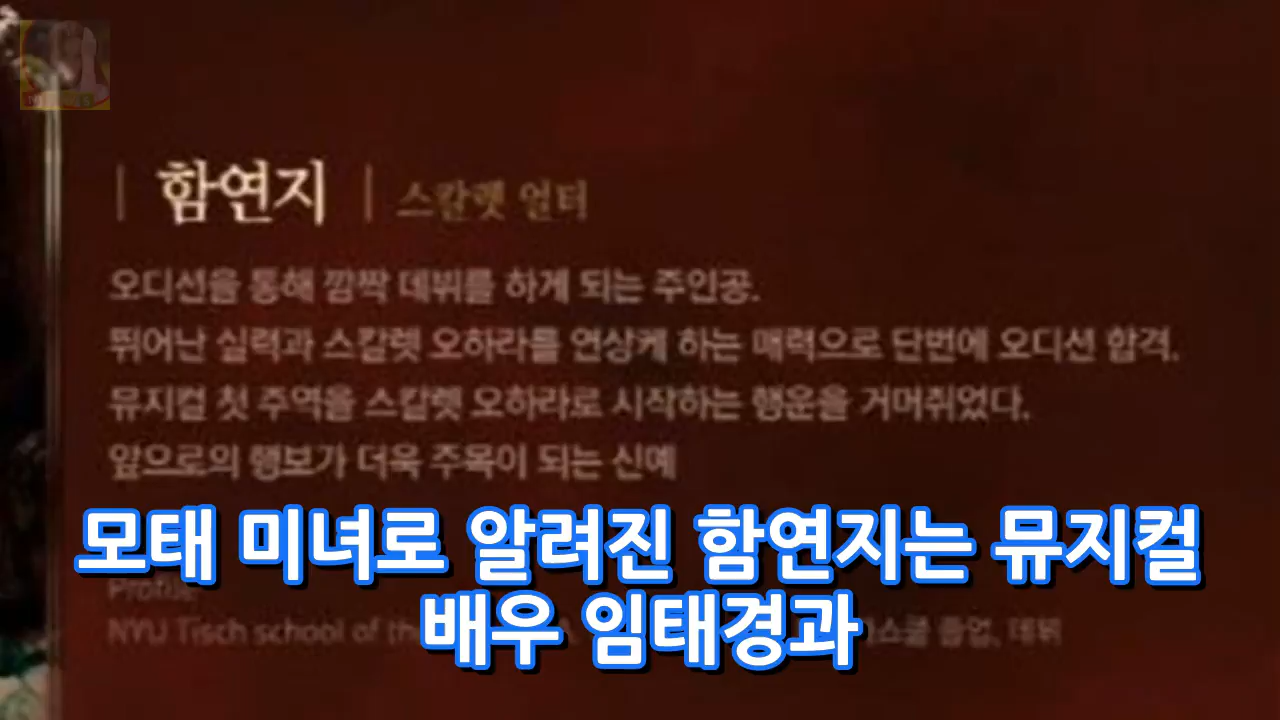 함연지
스칼렛 얼터
오디션을 통해 깜짝 데뷔를 하게 되는 주인공.
뛰어난 실력과 스칼렛 오하라를 연상케 하는 매력으로 단번에 오디션 합격.
뮤지컬 첫 주역을 스칼렛 오하라로 시작하는 행운을 거머쥐었다.
앞으로의 행보가 더욱 주목이 되는 신예
모태 미녀로 알려진 함연지는 뮤지컬
배우 임태경과
Profile
NYU Tisch school of 졸업, 데뷔